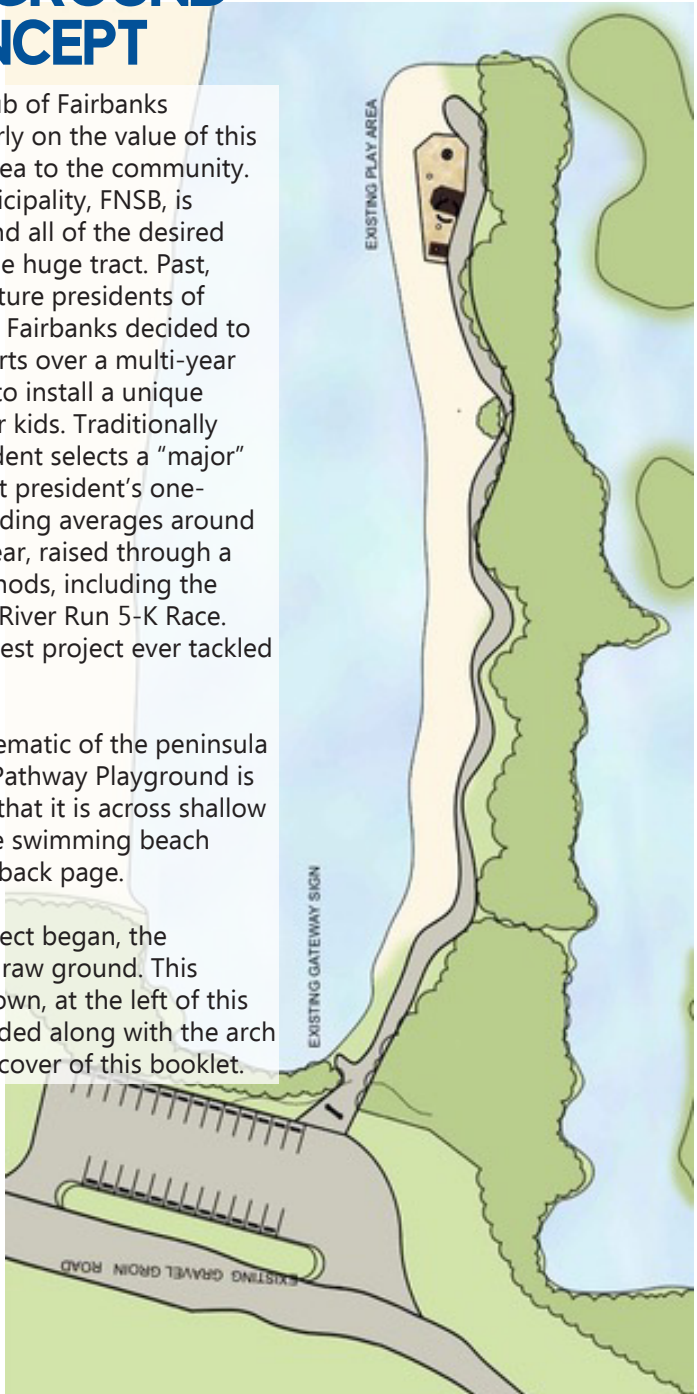 GROUND
NCEPT
ub of Fairbanks
rly on the value of this
ea to the community.
icipality, FNSB, is
nd all of the desired
e huge tract. Past,
ture presidents of
Fairbanks decided to
rts over a multi-year
to install a unique
r kids. Traditionally
dent selects a “major”
t president’s one-
ding averages around
ear, raised through a
hods, including the
River Run 5-K Race.
est project ever tackled
ematic of the peninsula
Pathway Playground is
that it is across shallow
e swimming beach
back page.
ect began, the
raw ground. This
own, at the left of this
ded along with the arch
cover of this booklet.
EXISTING PLAY AREA
EXISTING GATEWAY SIGN
EXISTING GRAVEL GROIN ROAD